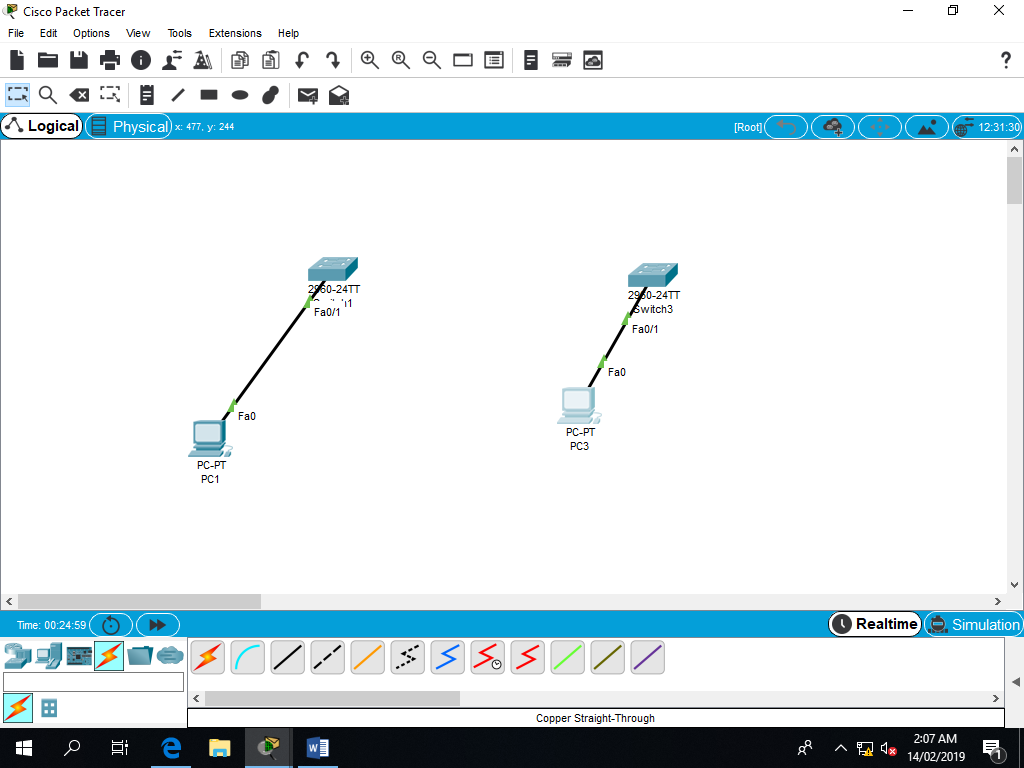 Cisco Packet Tracer
File Edit Options View Tools Extensions Help
Logical Physical x: 477, y: 244 [Root] 12:31:30
2960-24TT
Fa0/1
Fa0
PC-PT
PC1
2960-24TT
Switch3
Fa0/1
Fa0
PC-PT
PC3
Time: 00:24:59 Realtime Simulation
Copper Straight-Through
2:07 AM
14/02/2019
1